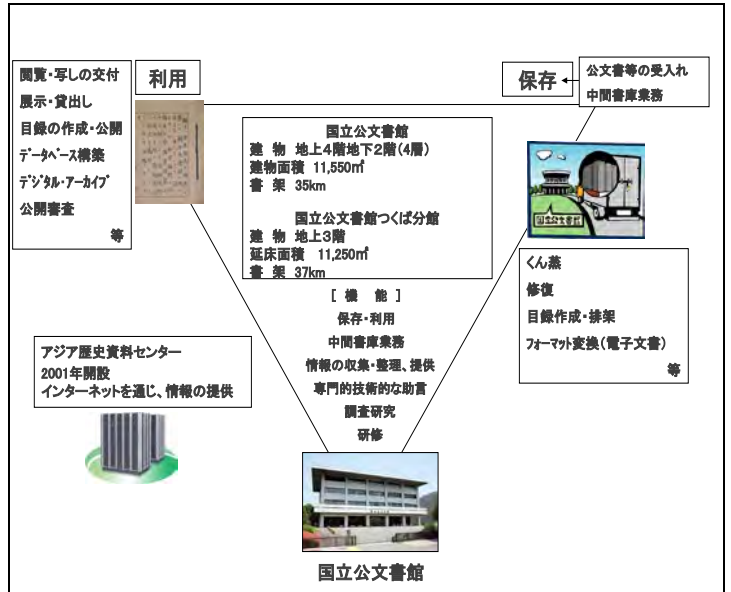 閲覧・写しの交付
展示・貸出し
目録の作成・公開
データベース構築
デジタル・アーカイブ
公開審査
等
利用
保存
公文書等の受入れ
中間書庫業務
国立公文書館
建 物 地上4階地下2階(4層)
建物面積 11,550㎡
書 架 35km
国立公文書館つくば分館
建 物 地上3階
延床面積 11,250㎡
書 架 37km
国立公文書館
くん蒸
修復
目録作成・排架
フォーマット変換(電子文書)
等
[ 機 能 ]
保存・利用
中間書庫業務
情報の収集・整理、提供
専門的技術的な助言
調査研究
研修
アジア歴史資料センター
2001年開設
インターネットを通じ、情報の提供
国立公文書館